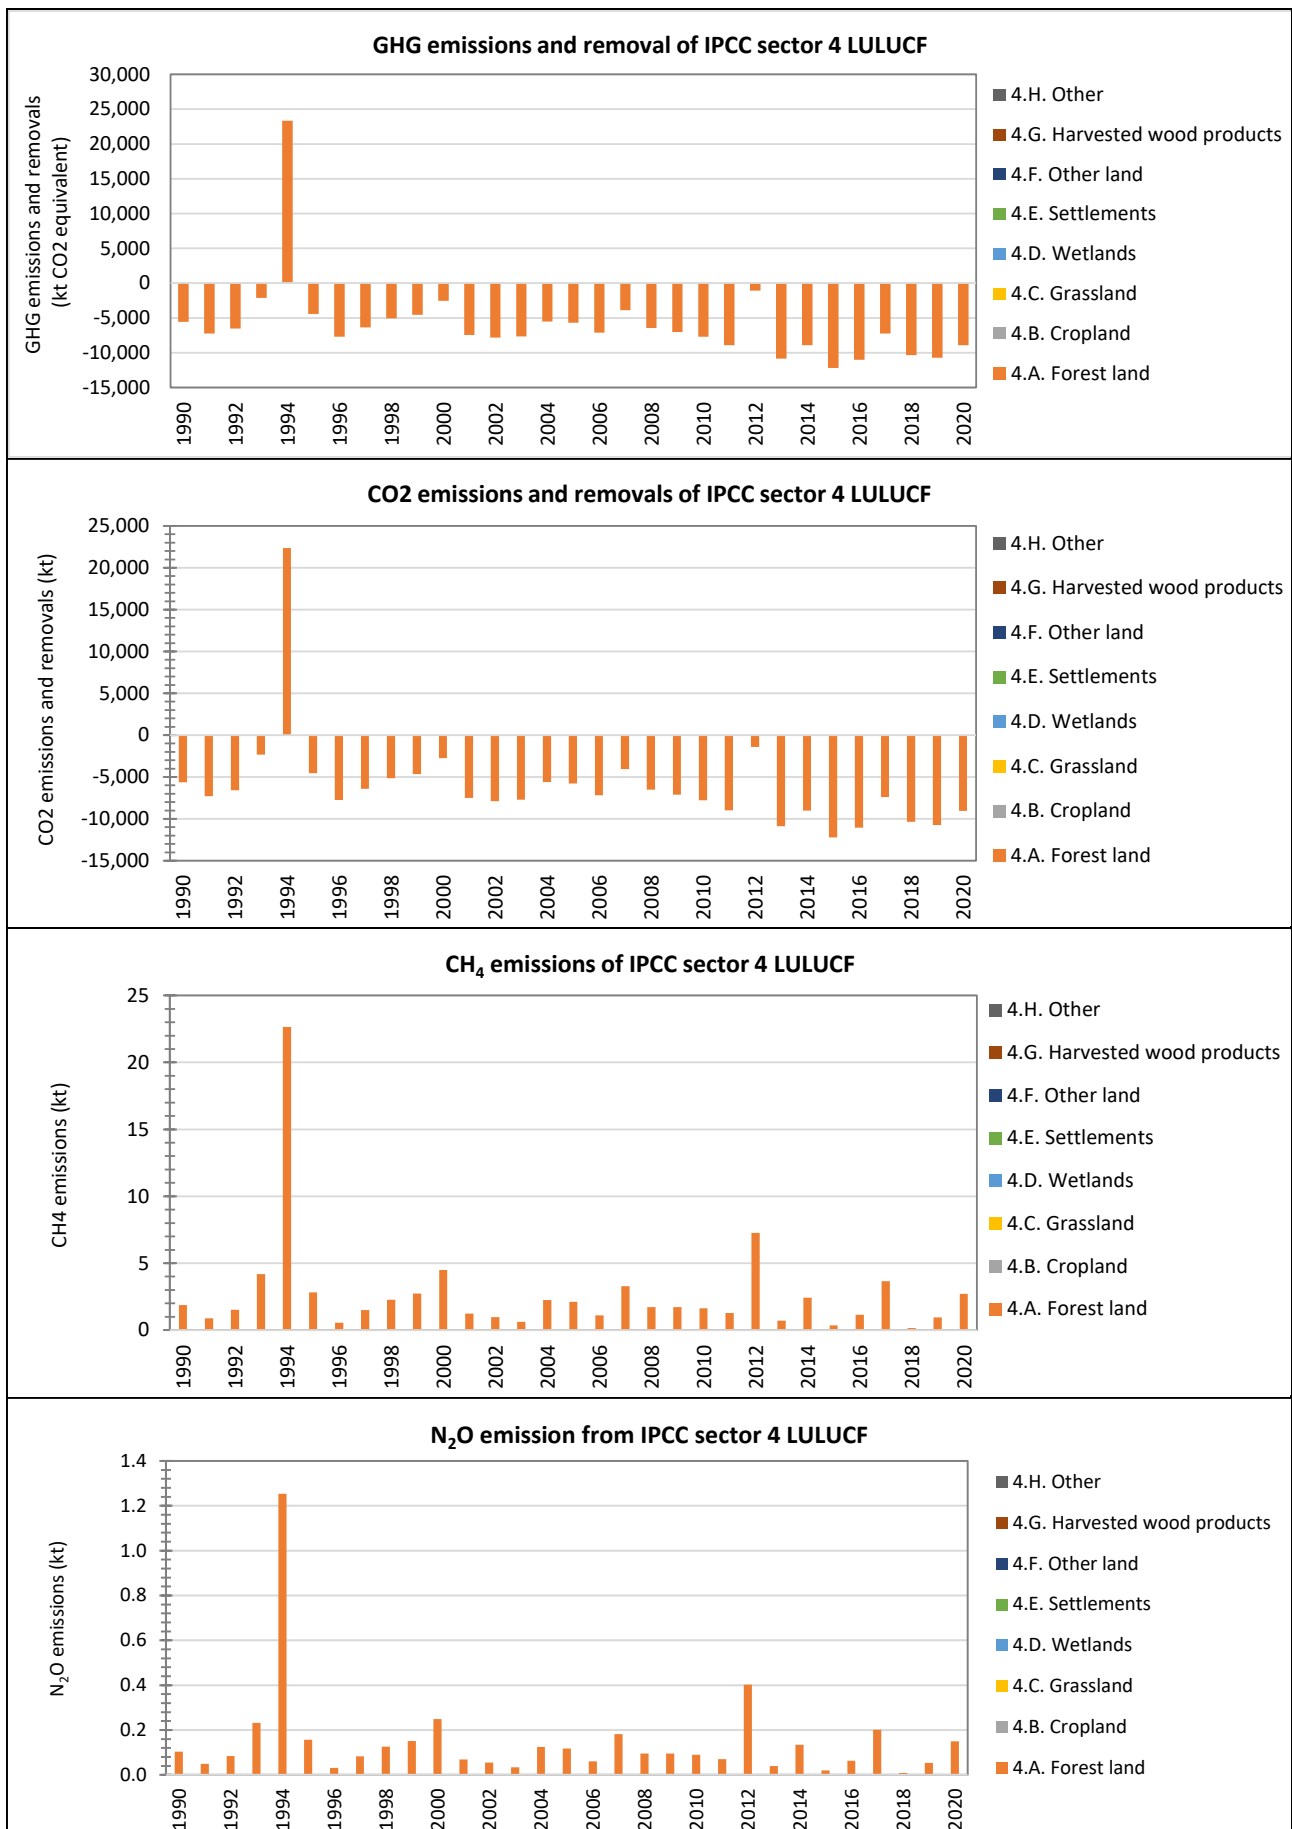 GHG emissions and removal of IPCC sector 4 LULUCF
GHG emissions and removals
(kt CO2 equivalent)
30,000
25,000
20,000
15,000
10,000
5,000
0
-5,000
-10,000
-15,000
1990
1992
1994
1996
1998
2000
2002
2004
2006
2008
2010
2012
2014
2016
2018
2020
4.H. Other
4.G. Harvested wood products
4.F. Other land
4.E. Settlements
4.D. Wetlands
4.C. Grassland
4.B. Cropland
4.A. Forest land
CO2 emissions and removals of IPCC sector 4 LULUCF
CO2 emissions and removals (kt)
25,000
20,000
15,000
10,000
5,000
0
-5,000
-10,000
-15,000
1990
1992
1994
1996
1998
2000
2002
2004
2006
2008
2010
2012
2014
2016
2018
2020
4.H. Other
4.G. Harvested wood products
4.F. Other land
4.E. Settlements
4.D. Wetlands
4.C. Grassland
4.B. Cropland
4.A. Forest land
CH₄ emissions of IPCC sector 4 LULUCF
CH4 emissions (kt)
25
20
15
10
5
0
1990
1992
1994
1996
1998
2000
2002
2004
2006
2008
2010
2012
2014
2016
2018
2020
4.H. Other
4.G. Harvested wood products
4.F. Other land
4.E. Settlements
4.D. Wetlands
4.C. Grassland
4.B. Cropland
4.A. Forest land
N₂O emission from IPCC sector 4 LULUCF
N₂O emissions (kt)
1.4
1.2
1.0
0.8
0.6
0.4
0.2
0.0
1990
1992
1994
1996
1998
2000
2002
2004
2006
2008
2010
2012
2014
2016
2018
2020
4.H. Other
4.G. Harvested wood products
4.F. Other land
4.E. Settlements
4.D. Wetlands
4.C. Grassland
4.B. Cropland
4.A. Forest land